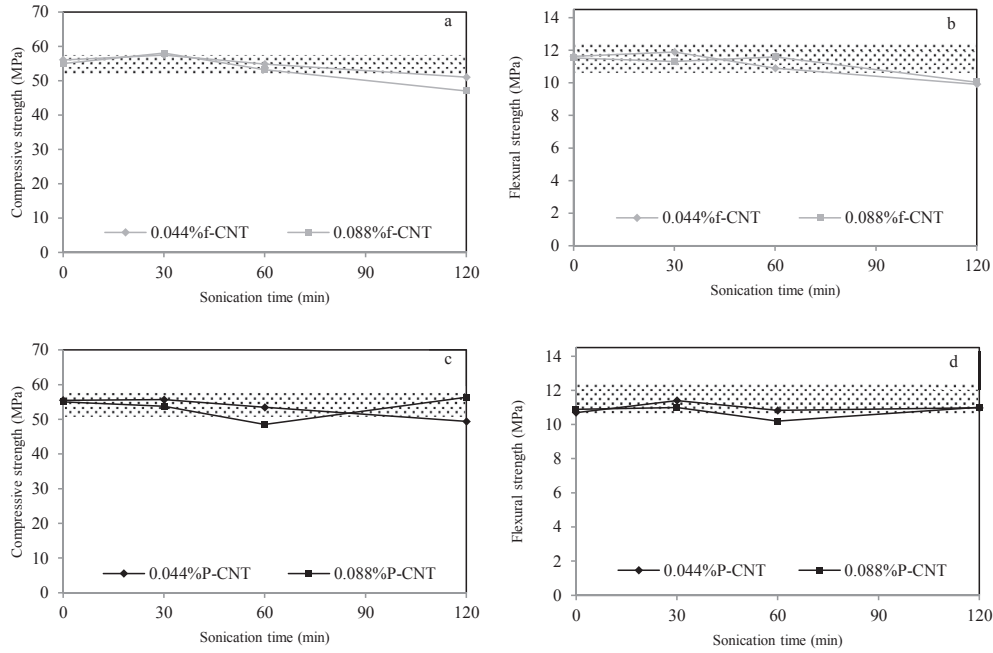 a
70
60
50
40
30
20
10
0
Compressive strength (MPa)
0.044%f-CNT 0.088%f-CNT
0 30 60 90 120
Sonication time (min)
b
14
12
10
8
6
4
2
0
Flexural strength (MPa)
0.044%f-CNT 0.088%f-CNT
0 30 60 90 120
Sonication time (min)
c
70
60
50
40
30
20
10
0
Compressive strength (MPa)
0.044%P-CNT 0.088%P-CNT
0 30 60 90 120
Sonication time (min)
d
14
12
10
8
6
4
2
0
Flexural strength (MPa)
0.044%P-CNT 0.088%P-CNT
0 30 60 90 120
Sonication time (min)